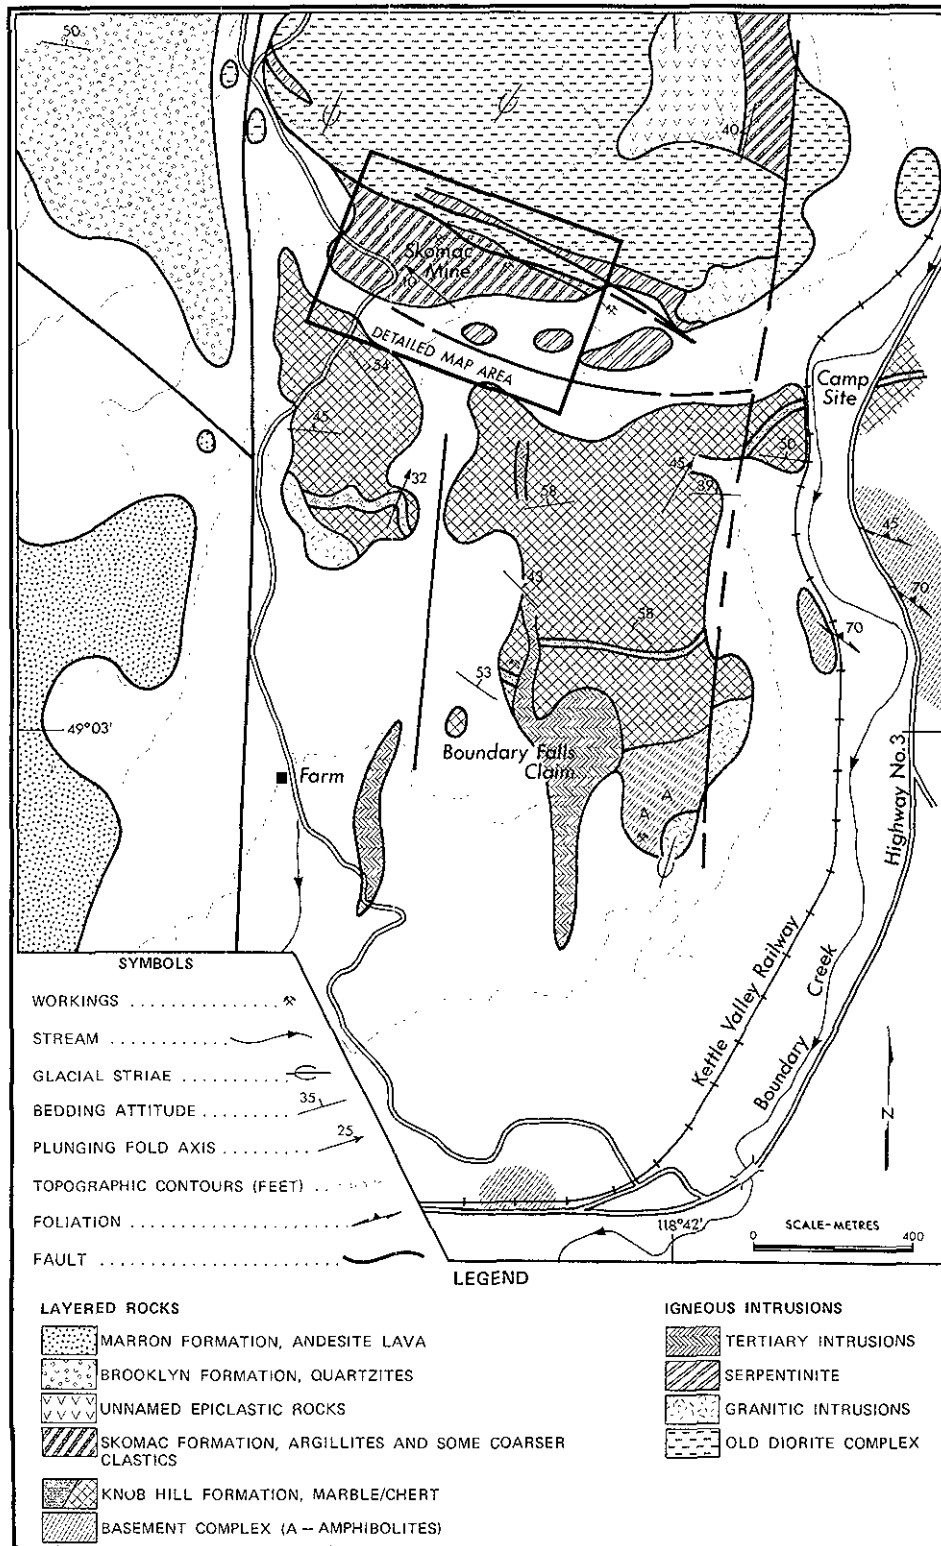 50
40
Skomac
Mine
10
DETAILED MAP AREA
54
45
32
Camp
Site
50
45
39
58
45
43
70
58
70
53
49°03'
Boundary Falls
Claim
Farm
A
A
Highway No. 3
Kettle Valley Railway
Boundary Creek
N
118°42'
SCALE-METRES
0 400
SYMBOLS
WORKINGS
STREAM
GLACIAL STRIAE
BEDDING ATTITUDE 35
PLUNGING FOLD AXIS 25
TOPOGRAPHIC CONTOURS (FEET)
FOLIATION
FAULT
LEGEND
LAYERED ROCKS
MARRON FORMATION, ANDESITE LAVA
BROOKLYN FORMATION, QUARTZITES
UNNAMED EPICLASTIC ROCKS
SKOMAC FORMATION, ARGILLITES AND SOME COARSER
CLASTICS
KNOB HILL FORMATION, MARBLE/CHERT
BASEMENT COMPLEX (A -- AMPHIBOLITES)
IGNEOUS INTRUSIONS
TERTIARY INTRUSIONS
SERPENTINITE
GRANITIC INTRUSIONS
OLD DIORITE COMPLEX